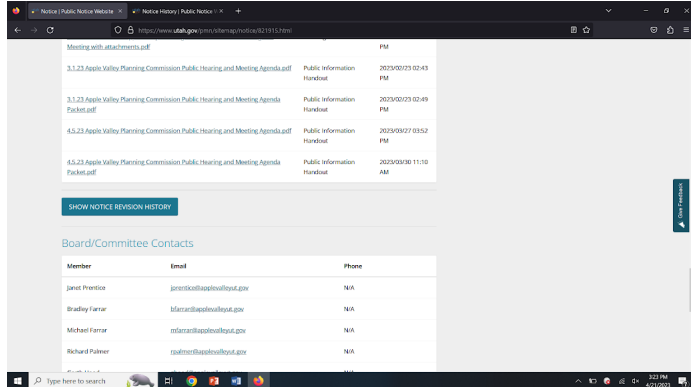 Notice | Public Notice Website
Notice History | Public Notice
https://www.utah.gov/pmn/sitemap/notice/821915.html
Meeting with attachments.pdf PM
3.1.23 Apple Valley Planning Commission Public Hearing and Meeting Agenda.pdf Public Information 2023/02/23 02:43
Handout PM
3.1.23 Apple Valley Planning Commission Public Hearing and Meeting Agenda Public Information 2023/02/23 02:49
Packet.pdf Handout PM
4.5.23 Apple Valley Planning Commission Public Hearing and Meeting Agenda.pdf Public Information 2023/03/27 03:52
Handout PM
4.5.23 Apple Valley Planning Commission Public Hearing and Meeting Agenda Public Information 2023/03/30 11:10
Packet.pdf Handout AM
SHOW NOTICE REVISION HISTORY
Give Feedback
Board/Committee Contacts
Member Email Phone
Janet Prentice jprentice@applevalleyut.gov N/A
Bradley Farrar bfarrar@applevalleyut.gov N/A
Michael Farrar mfarrar@applevalleyut.gov N/A
Richard Palmer rpalmer@applevalleyut.gov N/A
Type here to search
3:23 PM
4/21/2023